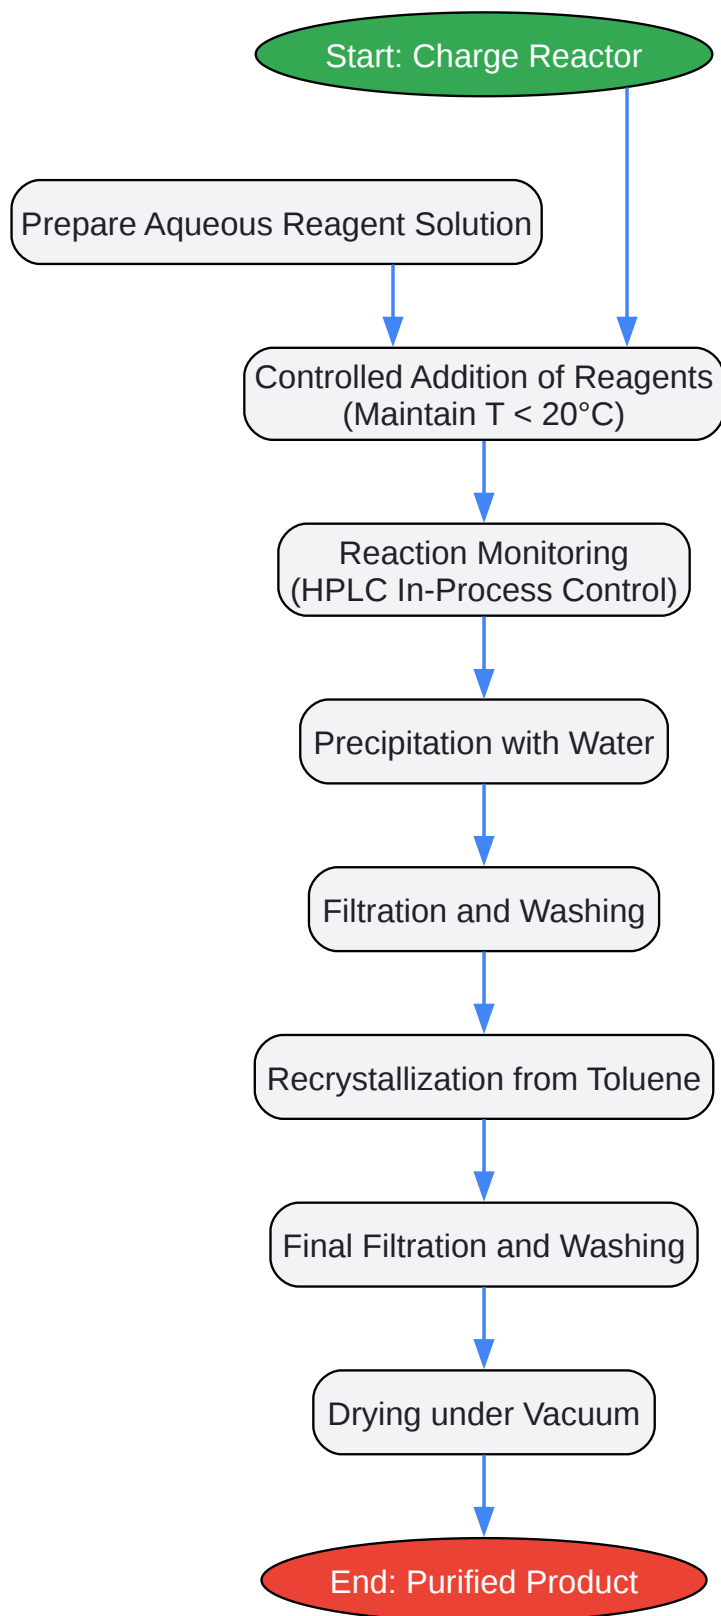 Start: Charge Reactor
Prepare Aqueous Reagent Solution
Controlled Addition of Reagents
(Maintain T < 20°C)
Reaction Monitoring
(HPLC In-Process Control)
Precipitation with Water
Filtration and Washing
Recrystallization from Toluene
Final Filtration and Washing
Drying under Vacuum
End: Purified Product